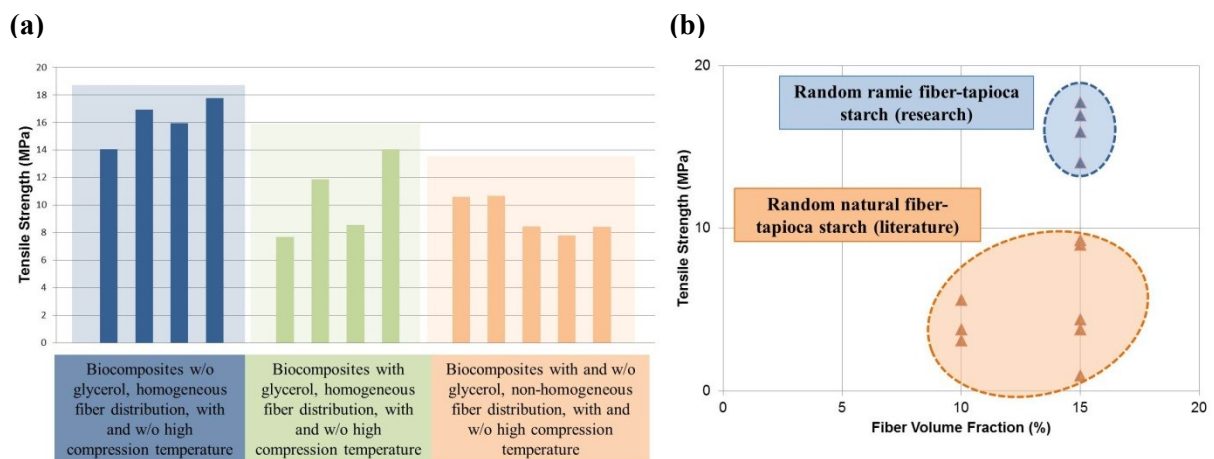 (a)
(b)
Tensile Strength (MPa)
20
18
16
14
12
10
8
6
4
2
0
Biocomposites w/o
glycerol, homogeneous
fiber distribution, with
and w/o high
compression temperature
Biocomposites with
glycerol, homogeneous
fiber distribution, with
and w/o high
compression temperature
Biocomposites with and w/o
glycerol, non-homogeneous
fiber distribution, with and
w/o high compression
temperature
Tensile Strength (MPa)
20
10
0
Random ramie fiber-tapioca
starch (research)
Random natural fiber-
tapioca starch (literature)
0 5 10 15 20
Fiber Volume Fraction (%)